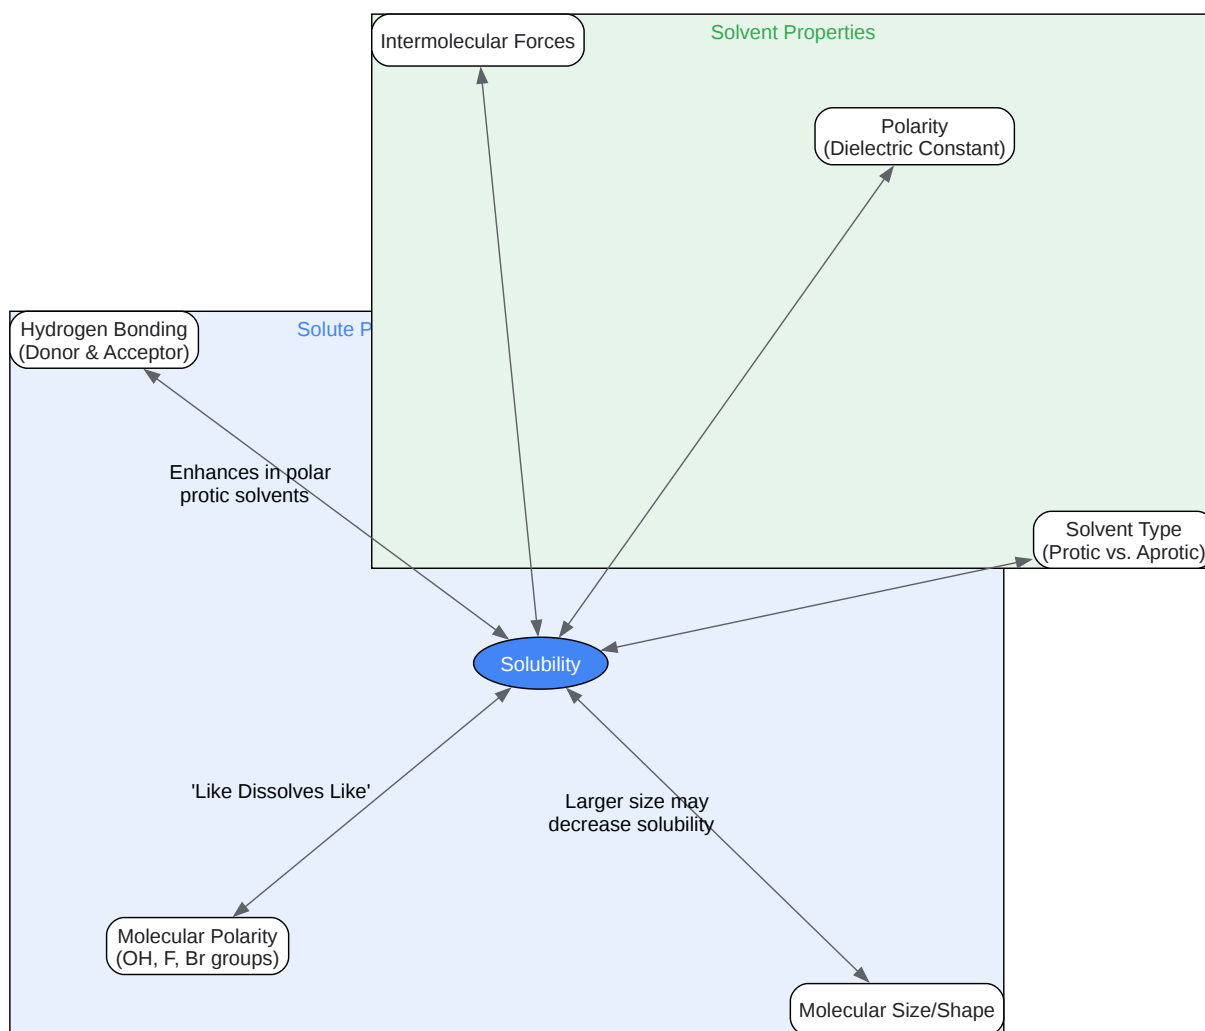 Intermolecular Forces
Solvent Properties
Polarity
(Dielectric Constant)
Hydrogen Bonding
(Donor & Acceptor)
Solute P
Enhances in polar
protic solvents
Solvent Type
(Protic vs. Aprotic)
Solubility
'Like Dissolves Like'
Larger size may
decrease solubility
Molecular Polarity
(OH, F, Br groups)
Molecular Size/Shape